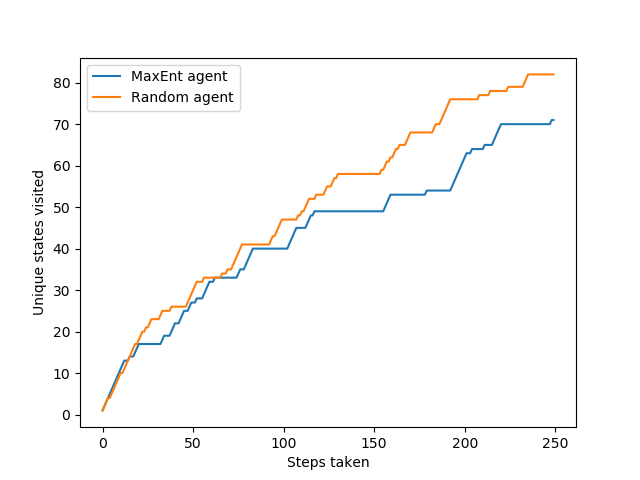 MaxEnt agent
Random agent
80
70
60
50
40
30
20
10
0
Unique states visited
0 50 100 150 200 250
Steps taken